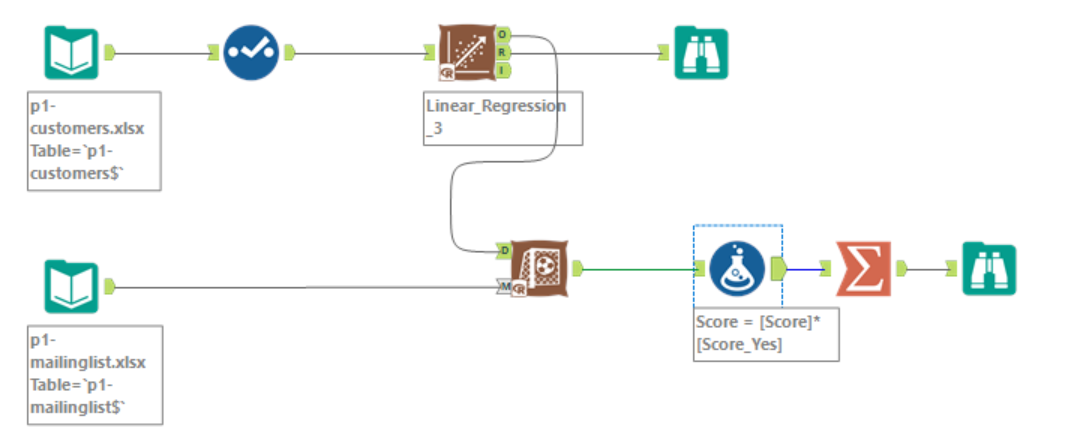 O
R
I
p1-
customers.xlsx
Table=`p1-
customers$`
Linear_Regression
_3
D
M
R
R
p1-
mailinglist.xlsx
Table=`p1-
mailinglist$`
Score = [Score]*
[Score_Yes]